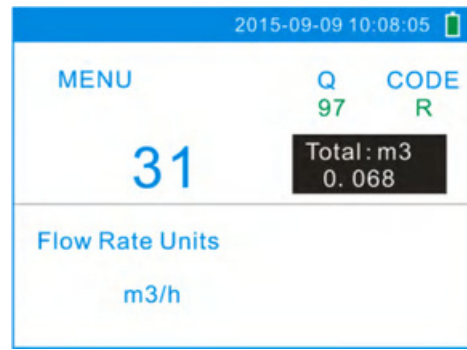 2015-09-09 10:08:05
MENU Q CODE
97 R
31 Total:m3
0.068
Flow Rate Units
m3/h